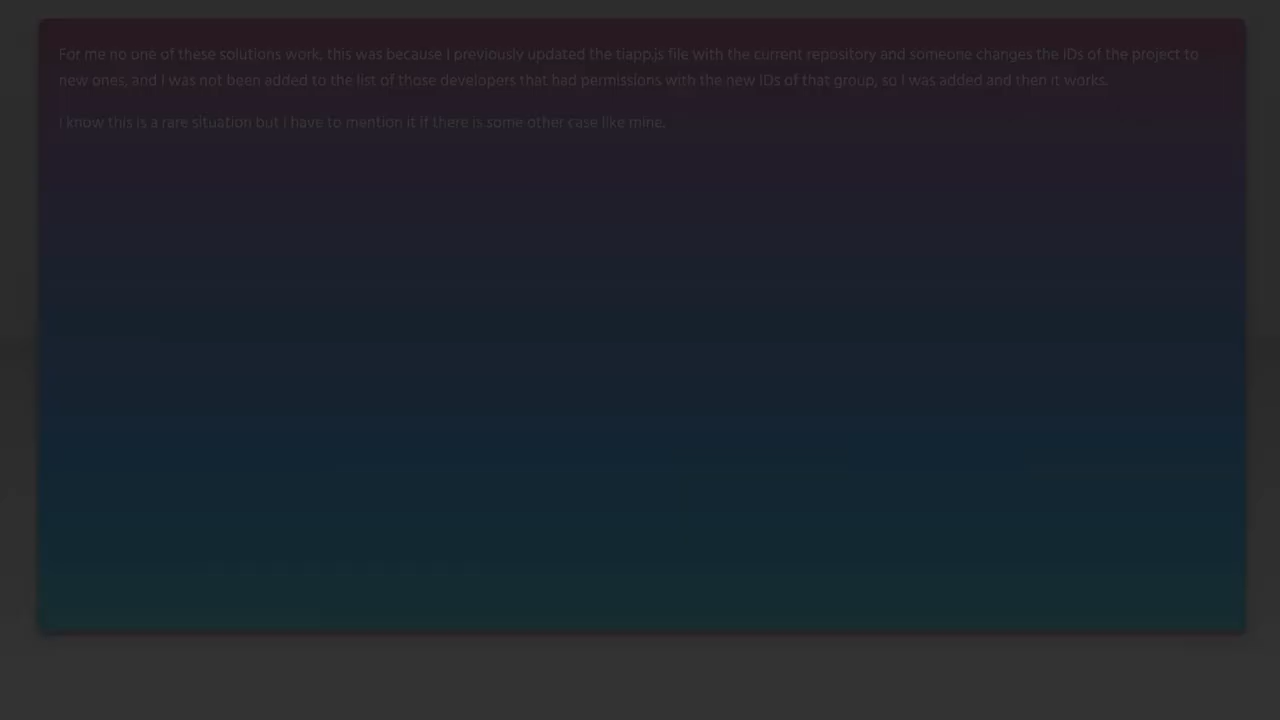 For me no one of these solutions work, this was because I previously updated the tiapp.js file with the current repository and someone changes the IDs of the project to
new ones, and I was not been added to the list of those developers that had permissions with the new IDs of that group, so I was added and then it works.
I know this is a rare situation but I have to mention it if there is some other case like mine.